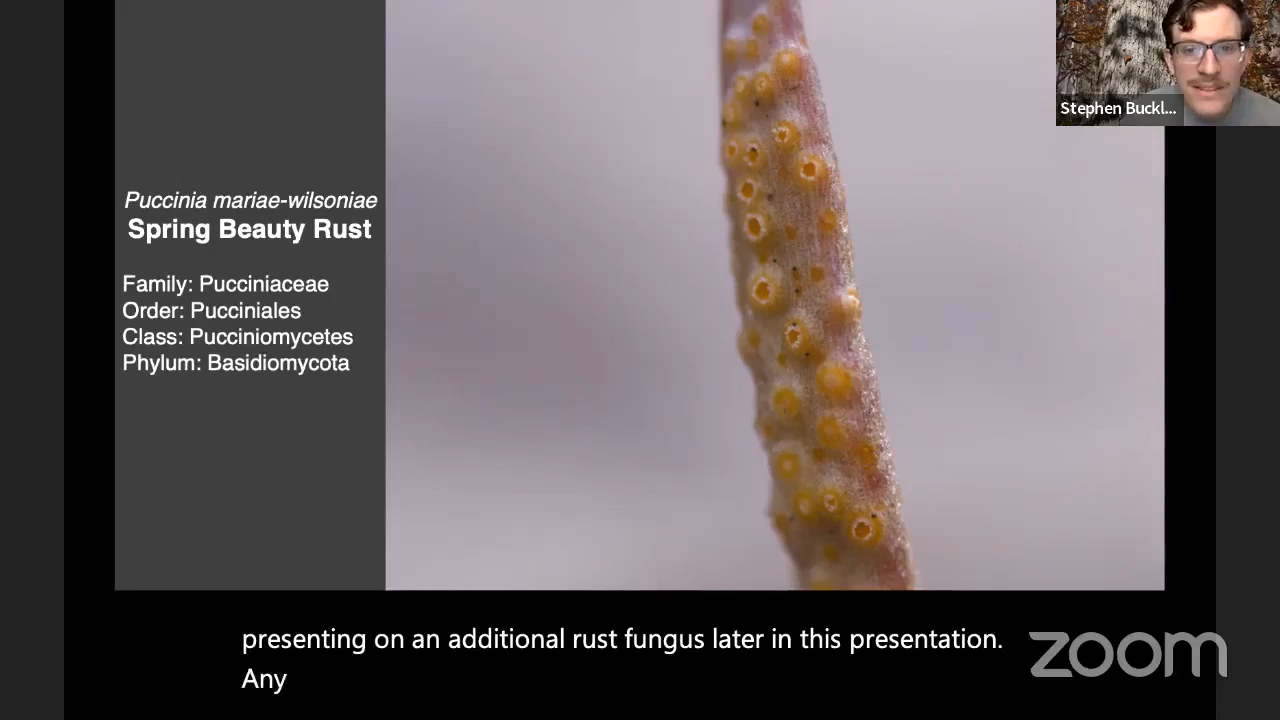 Stephen Buckl...
Puccinia mariae-wilsoniae
Spring Beauty Rust
Family: Pucciniaceae
Order: Pucciniales
Class: Pucciniomycetes
Phylum: Basidiomycota
presenting on an additional rust fungus later in this presentation.
Any
zoom